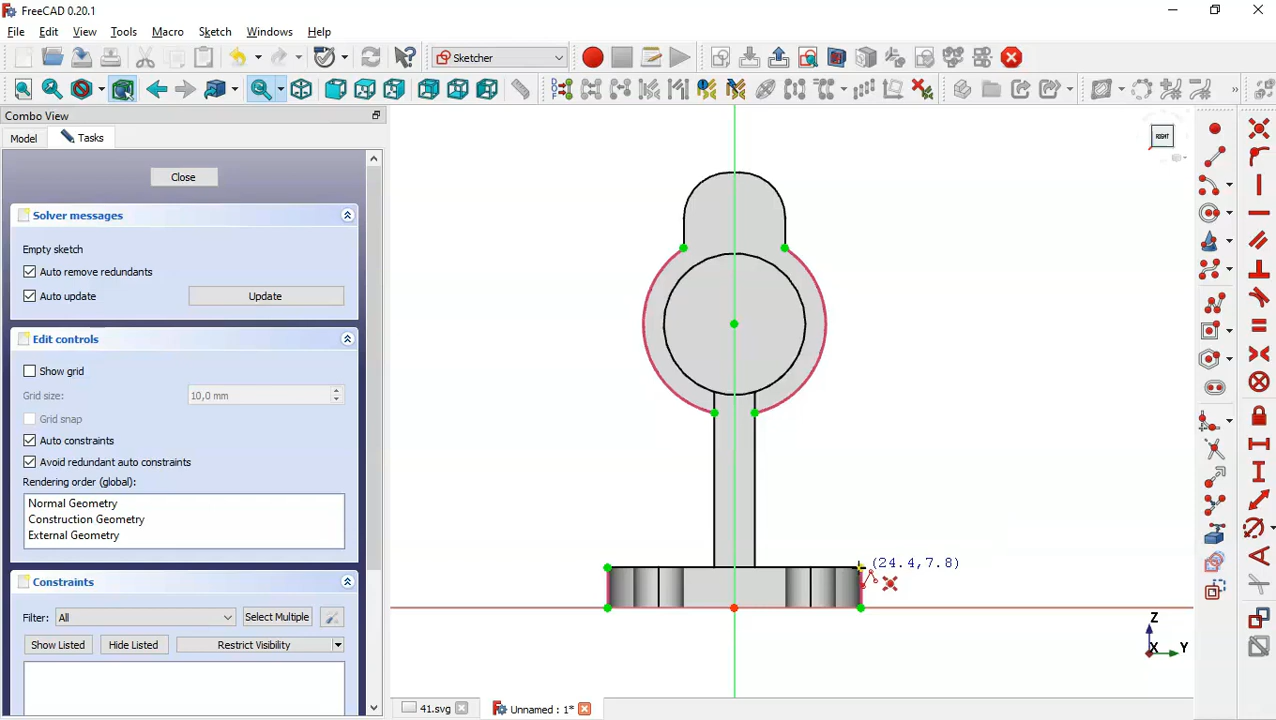 FreeCAD 0.20.1
File Edit View Tools Macro Sketch Windows Help
Sketcher
Combo View
Model Tasks
Close
Solver messages
Empty sketch
Auto remove redundants
Auto update Update
Edit controls
Show grid
Grid size: 10,0 mm
Grid snap
Auto constraints
Avoid redundant auto constraints
Rendering order (global):
Normal Geometry
Construction Geometry
External Geometry
Constraints
Filter: All Select Multiple
Show Listed Hide Listed Restrict Visibility
RIGHT
(24.4,7.8)
Z
Y
X
41.svg Unnamed : 1*